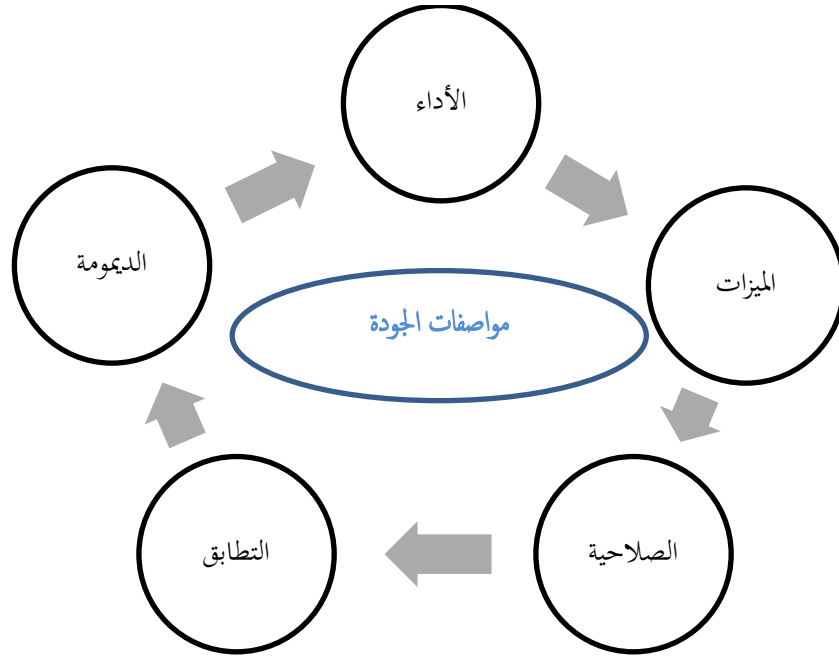 الأداء
الميزات
الصلاحية
التطابق
الديمومة
مواصفات الجودة